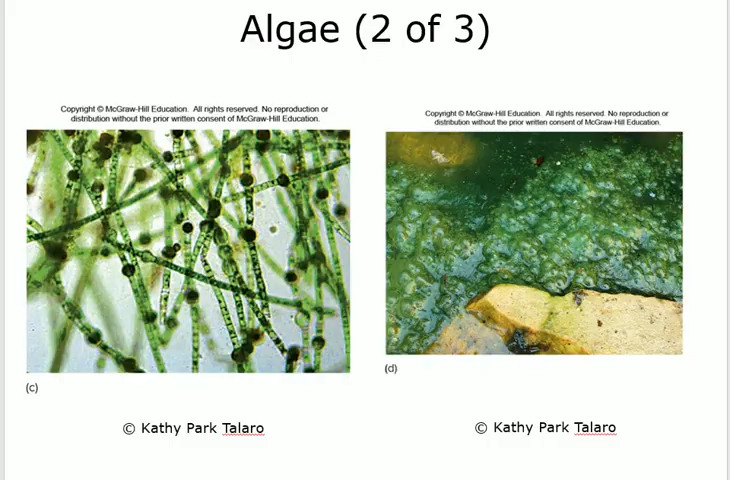 Algae (2 of 3)
Copyright © McGraw-Hill Education. All rights reserved. No reproduction or
distribution without the prior written consent of McGraw-Hill Education.
Copyright © McGraw-Hill Education. All rights reserved. No reproduction or
distribution without the prior written consent of McGraw-Hill Education.
(c)
(d)
© Kathy Park Talaro
© Kathy Park Talaro